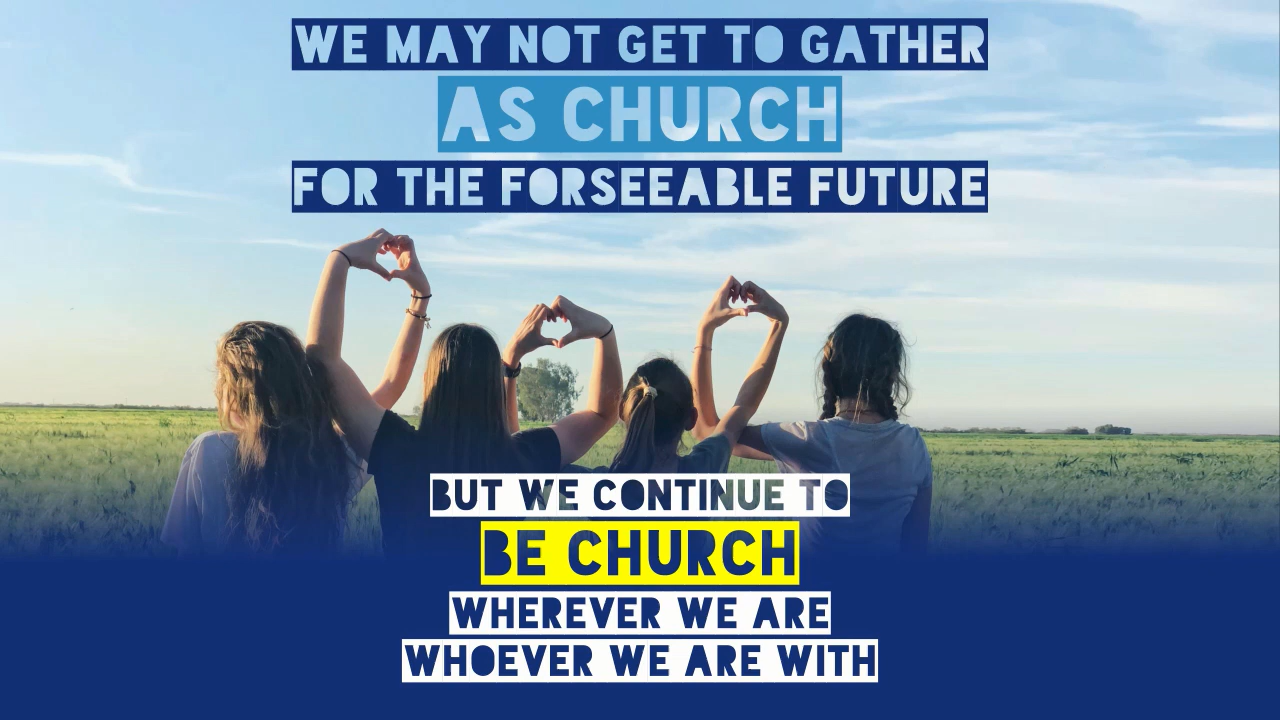 WE MAY NOT GET TO GATHER
AS CHURCH
FOR THE FORSEEABLE FUTURE
BUT WE CONTINUE TO
BE CHURCH
WHEREVER WE ARE
WHOEVER WE ARE WITH